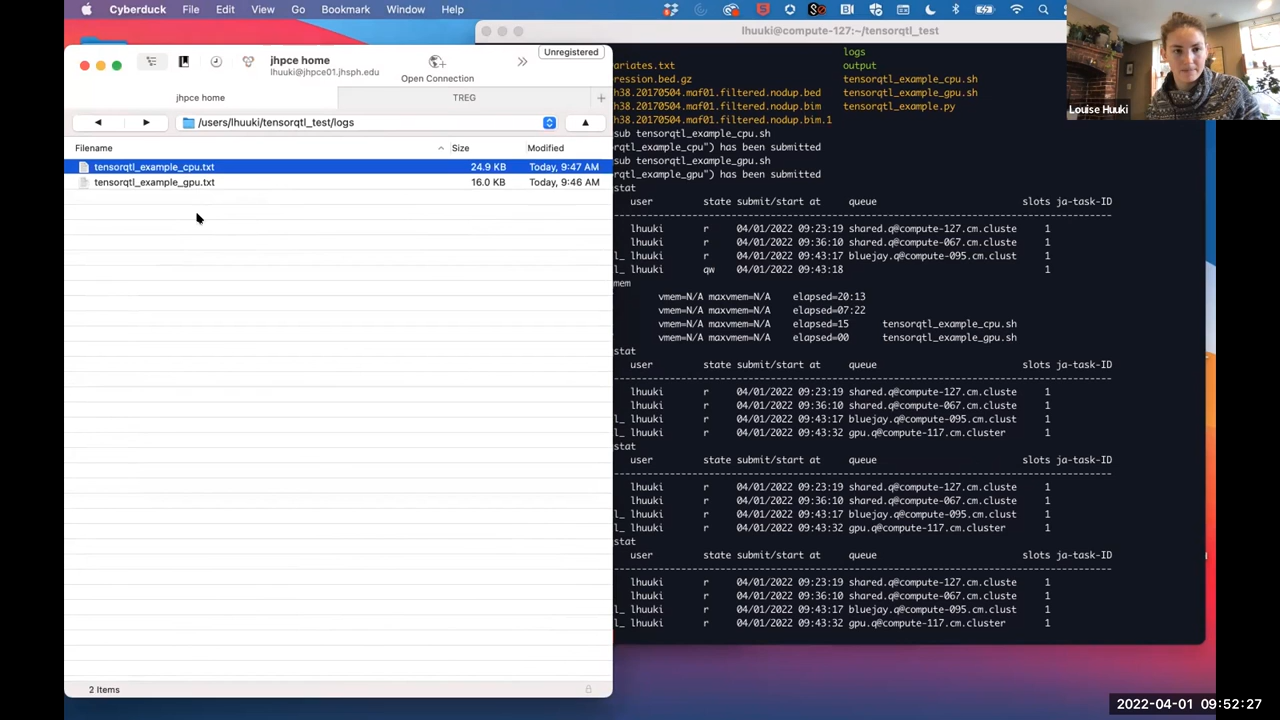 Cyberduck File Edit View Go Bookmark Window Help
lhuuki@compute-127:~/tensorqtl_test
jhpce home
lhuuki@jhpce01.jhsph.edu
Open Connection
Unregistered
jhpce home
TREG
/users/lhuuki/tensorqtl_test/logs
Filename Size Modified
tensorqtl_example_cpu.txt 24.9 KB Today, 9:47 AM
tensorqtl_example_gpu.txt 16.0 KB Today, 9:46 AM
2 Items
logs
ariates.txt output
ression.bed.gz tensorqtl_example_cpu.sh
h38.20170504.maf01.filtered.nodup.bed tensorqtl_example_gpu.sh
h38.20170504.maf01.filtered.nodup.bim tensorqtl_example.py
h38.20170504.maf01.filtered.nodup.bim.1
sub tensorqtl_example_cpu.sh
tensorqtl_example_cpu") has been submitted
sub tensorqtl_example_gpu.sh
tensorqtl_example_gpu") has been submitted
stat
user state submit/start at queue slots ja-task-ID
lhuuki r 04/01/2022 09:23:19 shared.q@compute-127.cm.cluste 1
lhuuki r 04/01/2022 09:36:10 shared.q@compute-067.cm.cluste 1
l_ lhuuki r 04/01/2022 09:43:17 bluejay.q@compute-095.cm.clust 1
l_ lhuuki qw 04/01/2022 09:43:18 1
mem
vmem=N/A maxvmem=N/A elapsed=20:13
vmem=N/A maxvmem=N/A elapsed=07:22
vmem=N/A maxvmem=N/A elapsed=15 tensorqtl_example_cpu.sh
vmem=N/A maxvmem=N/A elapsed=00 tensorqtl_example_gpu.sh
stat
user state submit/start at queue slots ja-task-ID
lhuuki r 04/01/2022 09:23:19 shared.q@compute-127.cm.cluste 1
lhuuki r 04/01/2022 09:36:10 shared.q@compute-067.cm.cluste 1
l_ lhuuki r 04/01/2022 09:43:17 bluejay.q@compute-095.cm.clust 1
l_ lhuuki r 04/01/2022 09:43:32 gpu.q@compute-117.cm.cluster 1
stat
user state submit/start at queue slots ja-task-ID
lhuuki r 04/01/2022 09:23:19 shared.q@compute-127.cm.cluste 1
lhuuki r 04/01/2022 09:36:10 shared.q@compute-067.cm.cluste 1
l_ lhuuki r 04/01/2022 09:43:17 bluejay.q@compute-095.cm.clust 1
l_ lhuuki r 04/01/2022 09:43:32 gpu.q@compute-117.cm.cluster 1
stat
user state submit/start at queue slots ja-task-ID
lhuuki r 04/01/2022 09:23:19 shared.q@compute-127.cm.cluste 1
lhuuki r 04/01/2022 09:36:10 shared.q@compute-067.cm.cluste 1
l_ lhuuki r 04/01/2022 09:43:17 bluejay.q@compute-095.cm.clust 1
l_ lhuuki r 04/01/2022 09:43:32 gpu.q@compute-117.cm.cluster 1
Louise Huuki
2022-04-01 09:52:27